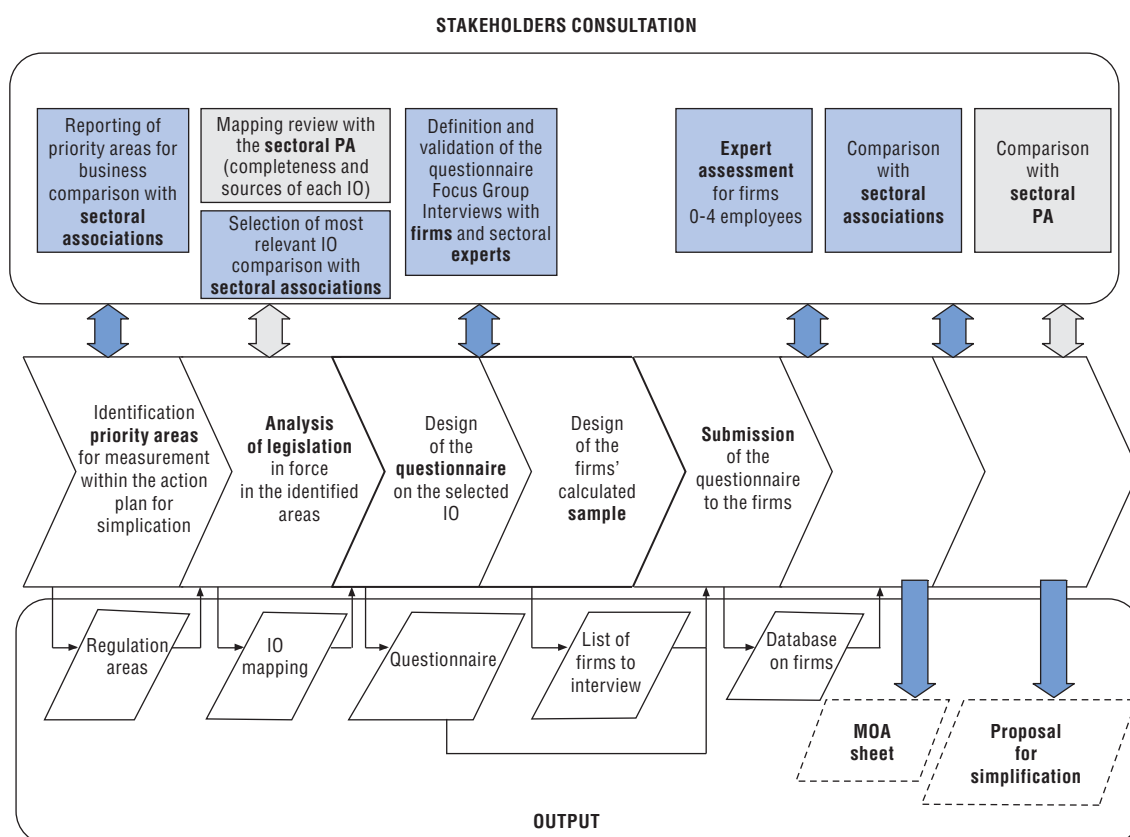 STAKEHOLDERS CONSULTATION
Reporting of
priority areas for
business
comparison with
sectoral
associations
Mapping review with
the sectoral PA
(completeness and
sources of each IO)
Selection of most
relevant IO
comparison with
sectoral associations
Definition and
validation of the
questionnaire
Focus Group
Interviews with
firms and sectoral
experts
Expert
assessment
for firms
0-4 employees
Comparison
with
sectoral
associations
Comparison
with
sectoral
PA
Identification
priority areas
for measurement
within the action
plan for
simplication
Analysis
of legislation
in force
in the identified
areas
Design
of the
questionnaire
on the selected
IO
Design
of the
firms'
calculated
sample
Submission
of the
questionnaire
to the firms
Regulation
areas
IO
mapping
Questionnaire
List of
firms to
interview
Database
on firms
MOA
sheet
Proposal
for
simplification
OUTPUT